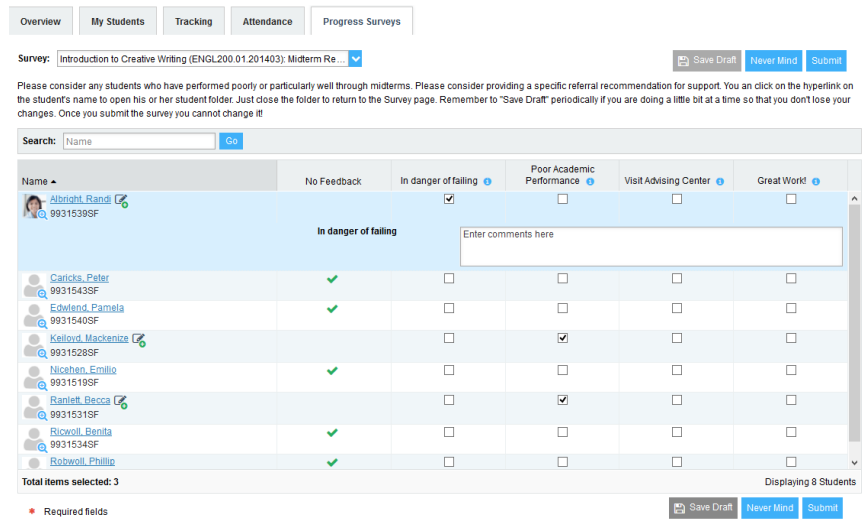 Overview My Students Tracking Attendance Progress Surveys
Survey: Introduction to Creative Writing (ENGL200.01.201403): Midterm Re... Save Draft Never Mind Submit
Please consider any students who have performed poorly or particularly well through midterms. Please consider providing a specific referral recommendation for support. You an click on the hyperlink on
the student's name to open his or her student folder. Just close the folder to return to the Survey page. Remember to "Save Draft" periodically if you are doing a little bit at a time so that you don't lose your
changes. Once you submit the survey you cannot change it!
Search: Name Go
Name No Feedback In danger of failing Poor Academic Performance Visit Advising Center Great Work!
Albright, Randi
9931539SF
In danger of failing Enter comments here
Caricks, Peter
9931543SF
Edwlend, Pamela
9931540SF
Keiloyd, Mackenize
9931528SF
Nicehen, Emilio
9931519SF
Ranlett, Becca
9931531SF
Ricwoll, Benita
9931534SF
Robwoll, Phillip
Total items selected: 3 Displaying 8 Students
* Required fields Save Draft Never Mind Submit